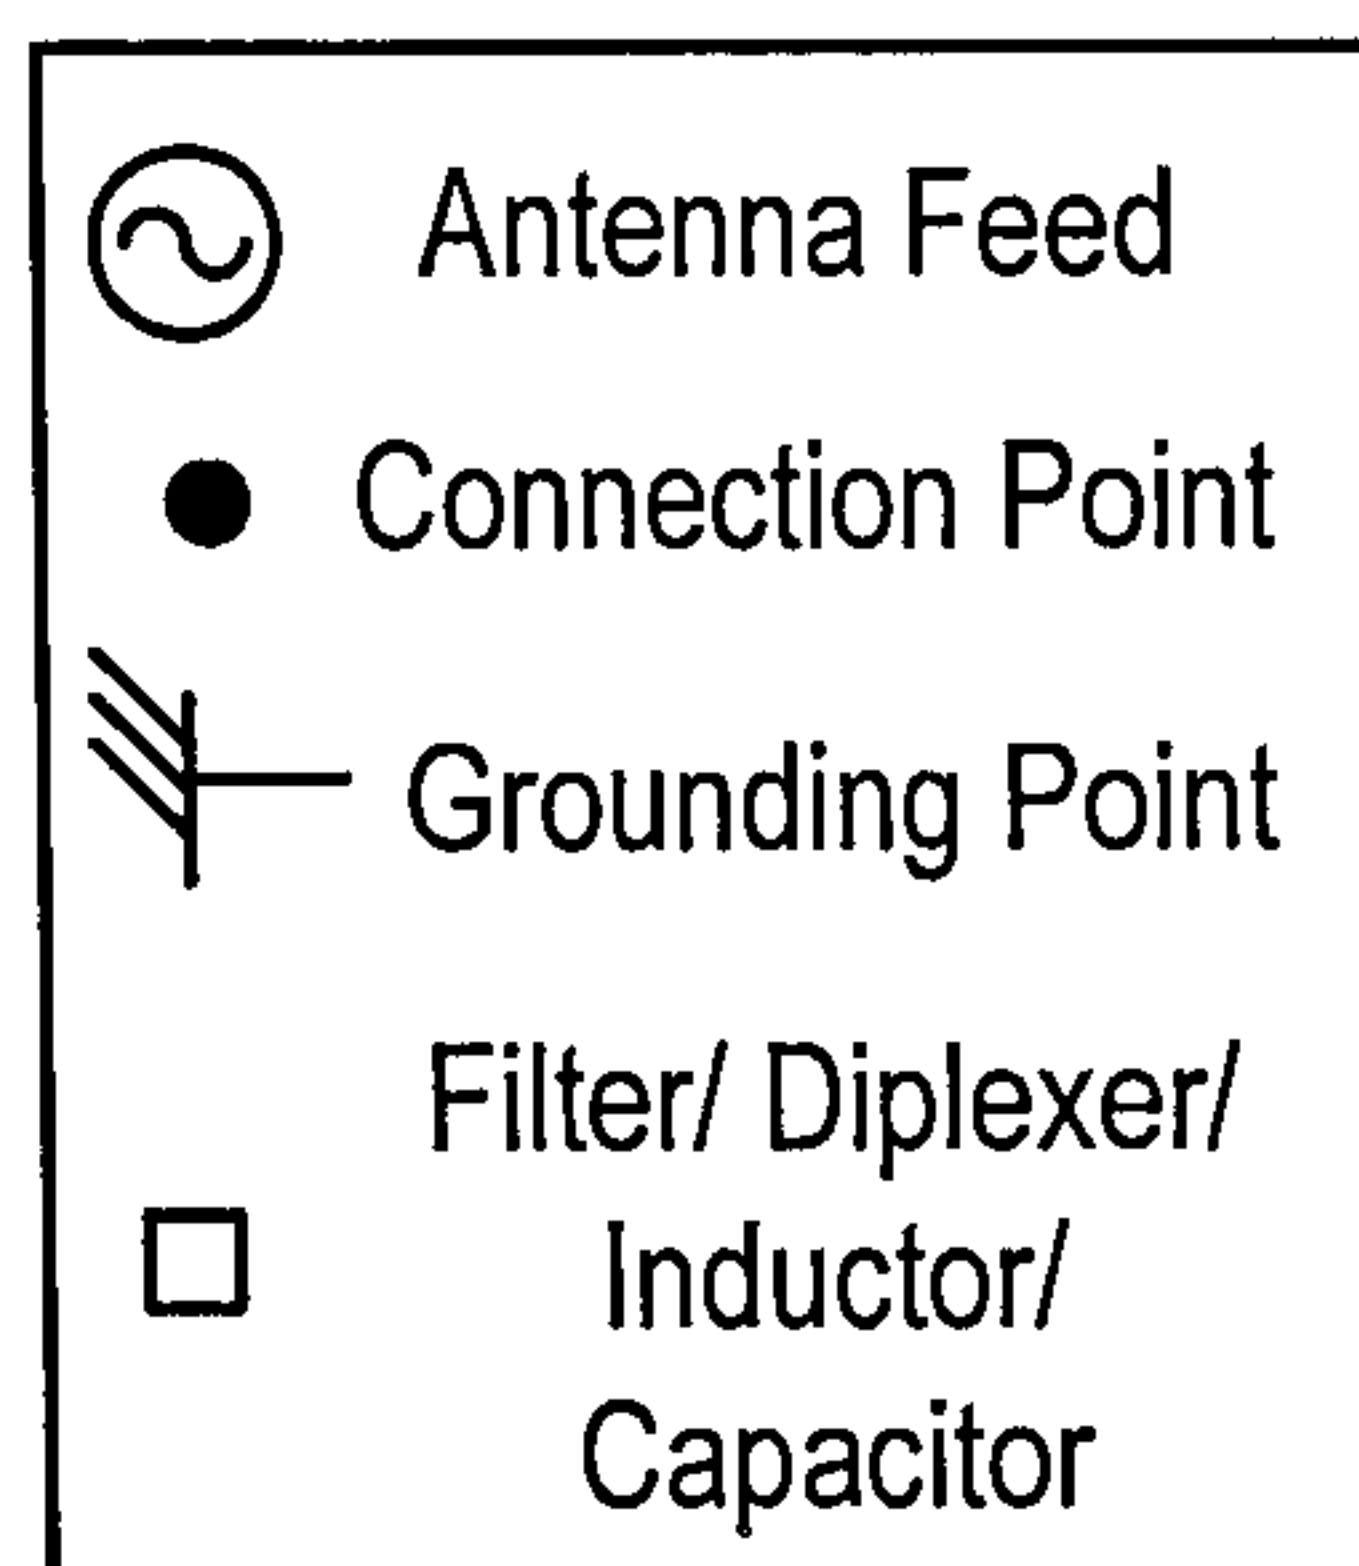 Antenna Feed
Connection Point
Grounding Point
Filter/ Diplexer/
Inductor/
Capacitor